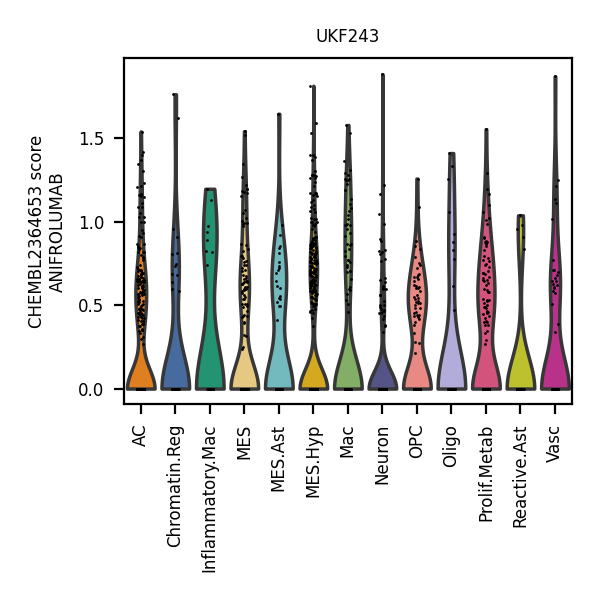 UKF243
CHEMBL2364653 score
ANIFROLUMAB
1.5
1.0
0.5
0.0
AC
Chromatin.Reg
Inflammatory.Mac
MES
MES.Ast
MES.Hyp
Mac
Neuron
OPC
Oligo
Prolif.Metab
Reactive.Ast
Vasc